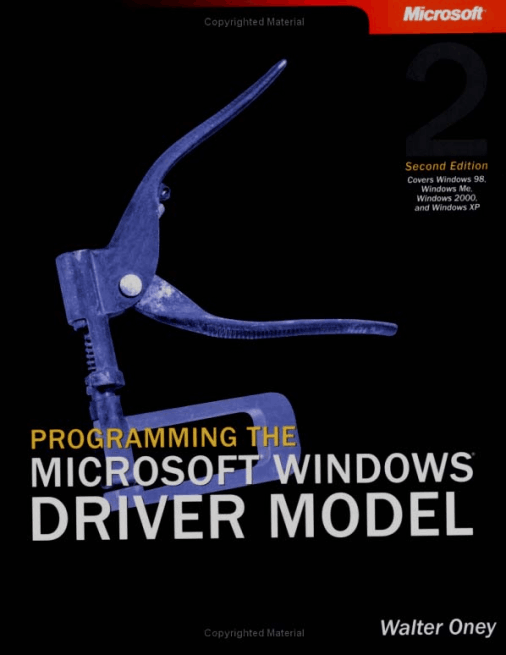 Copyrighted Material
Microsoft®
2
Second Edition
Covers Windows 98,
Windows Me,
Windows 2000,
and Windows XP
PROGRAMMING THE
MICROSOFT® WINDOWS®
DRIVER MODEL
Walter Oney
Copyrighted Material